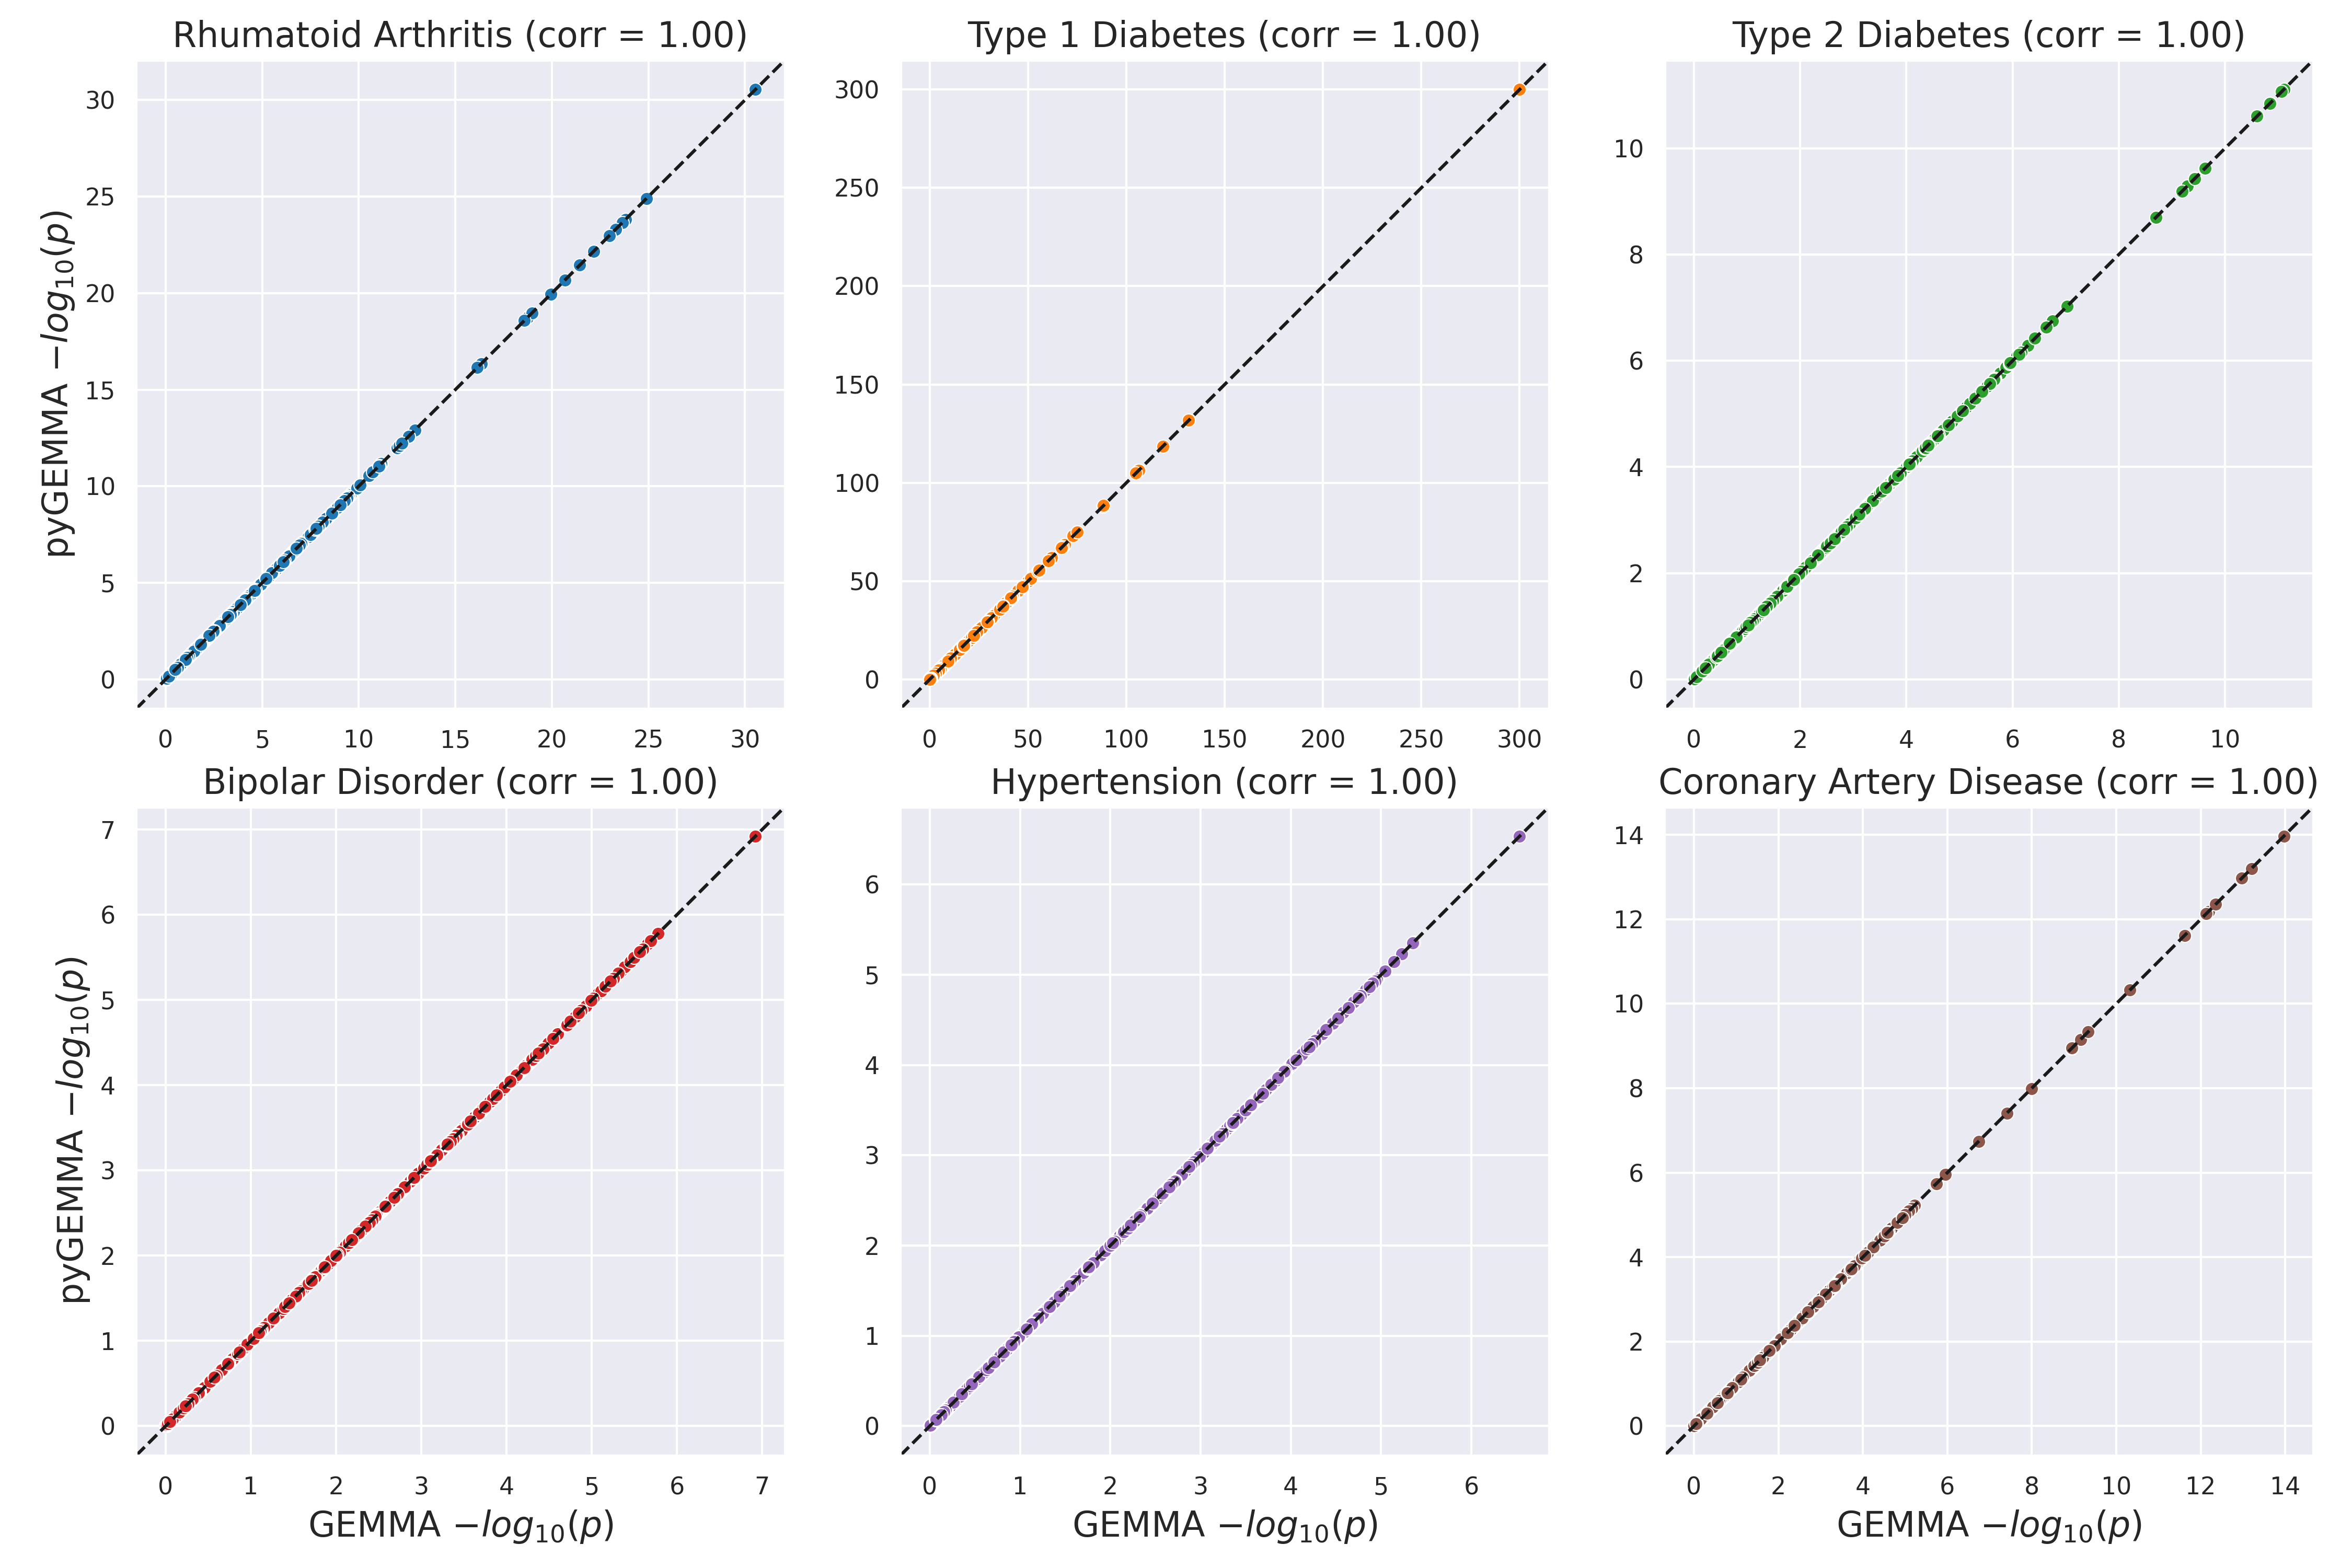 Rhumatoid Arthritis (corr = 1.00)
Type 1 Diabetes (corr = 1.00)
Type 2 Diabetes (corr = 1.00)
pyGEMMA −log₁₀(p)
30
25
20
15
10
5
0
0 5 10 15 20 25 30
300
250
200
150
100
50
0
0 50 100 150 200 250 300
10
8
6
4
2
0
0 2 4 6 8 10
Bipolar Disorder (corr = 1.00)
Hypertension (corr = 1.00)
Coronary Artery Disease (corr = 1.00)
pyGEMMA −log₁₀(p)
7
6
5
4
3
2
1
0
0 1 2 3 4 5 6 7
GEMMA −log₁₀(p)
6
5
4
3
2
1
0
0 1 2 3 4 5 6
GEMMA −log₁₀(p)
14
12
10
8
6
4
2
0
0 2 4 6 8 10 12 14
GEMMA −log₁₀(p)